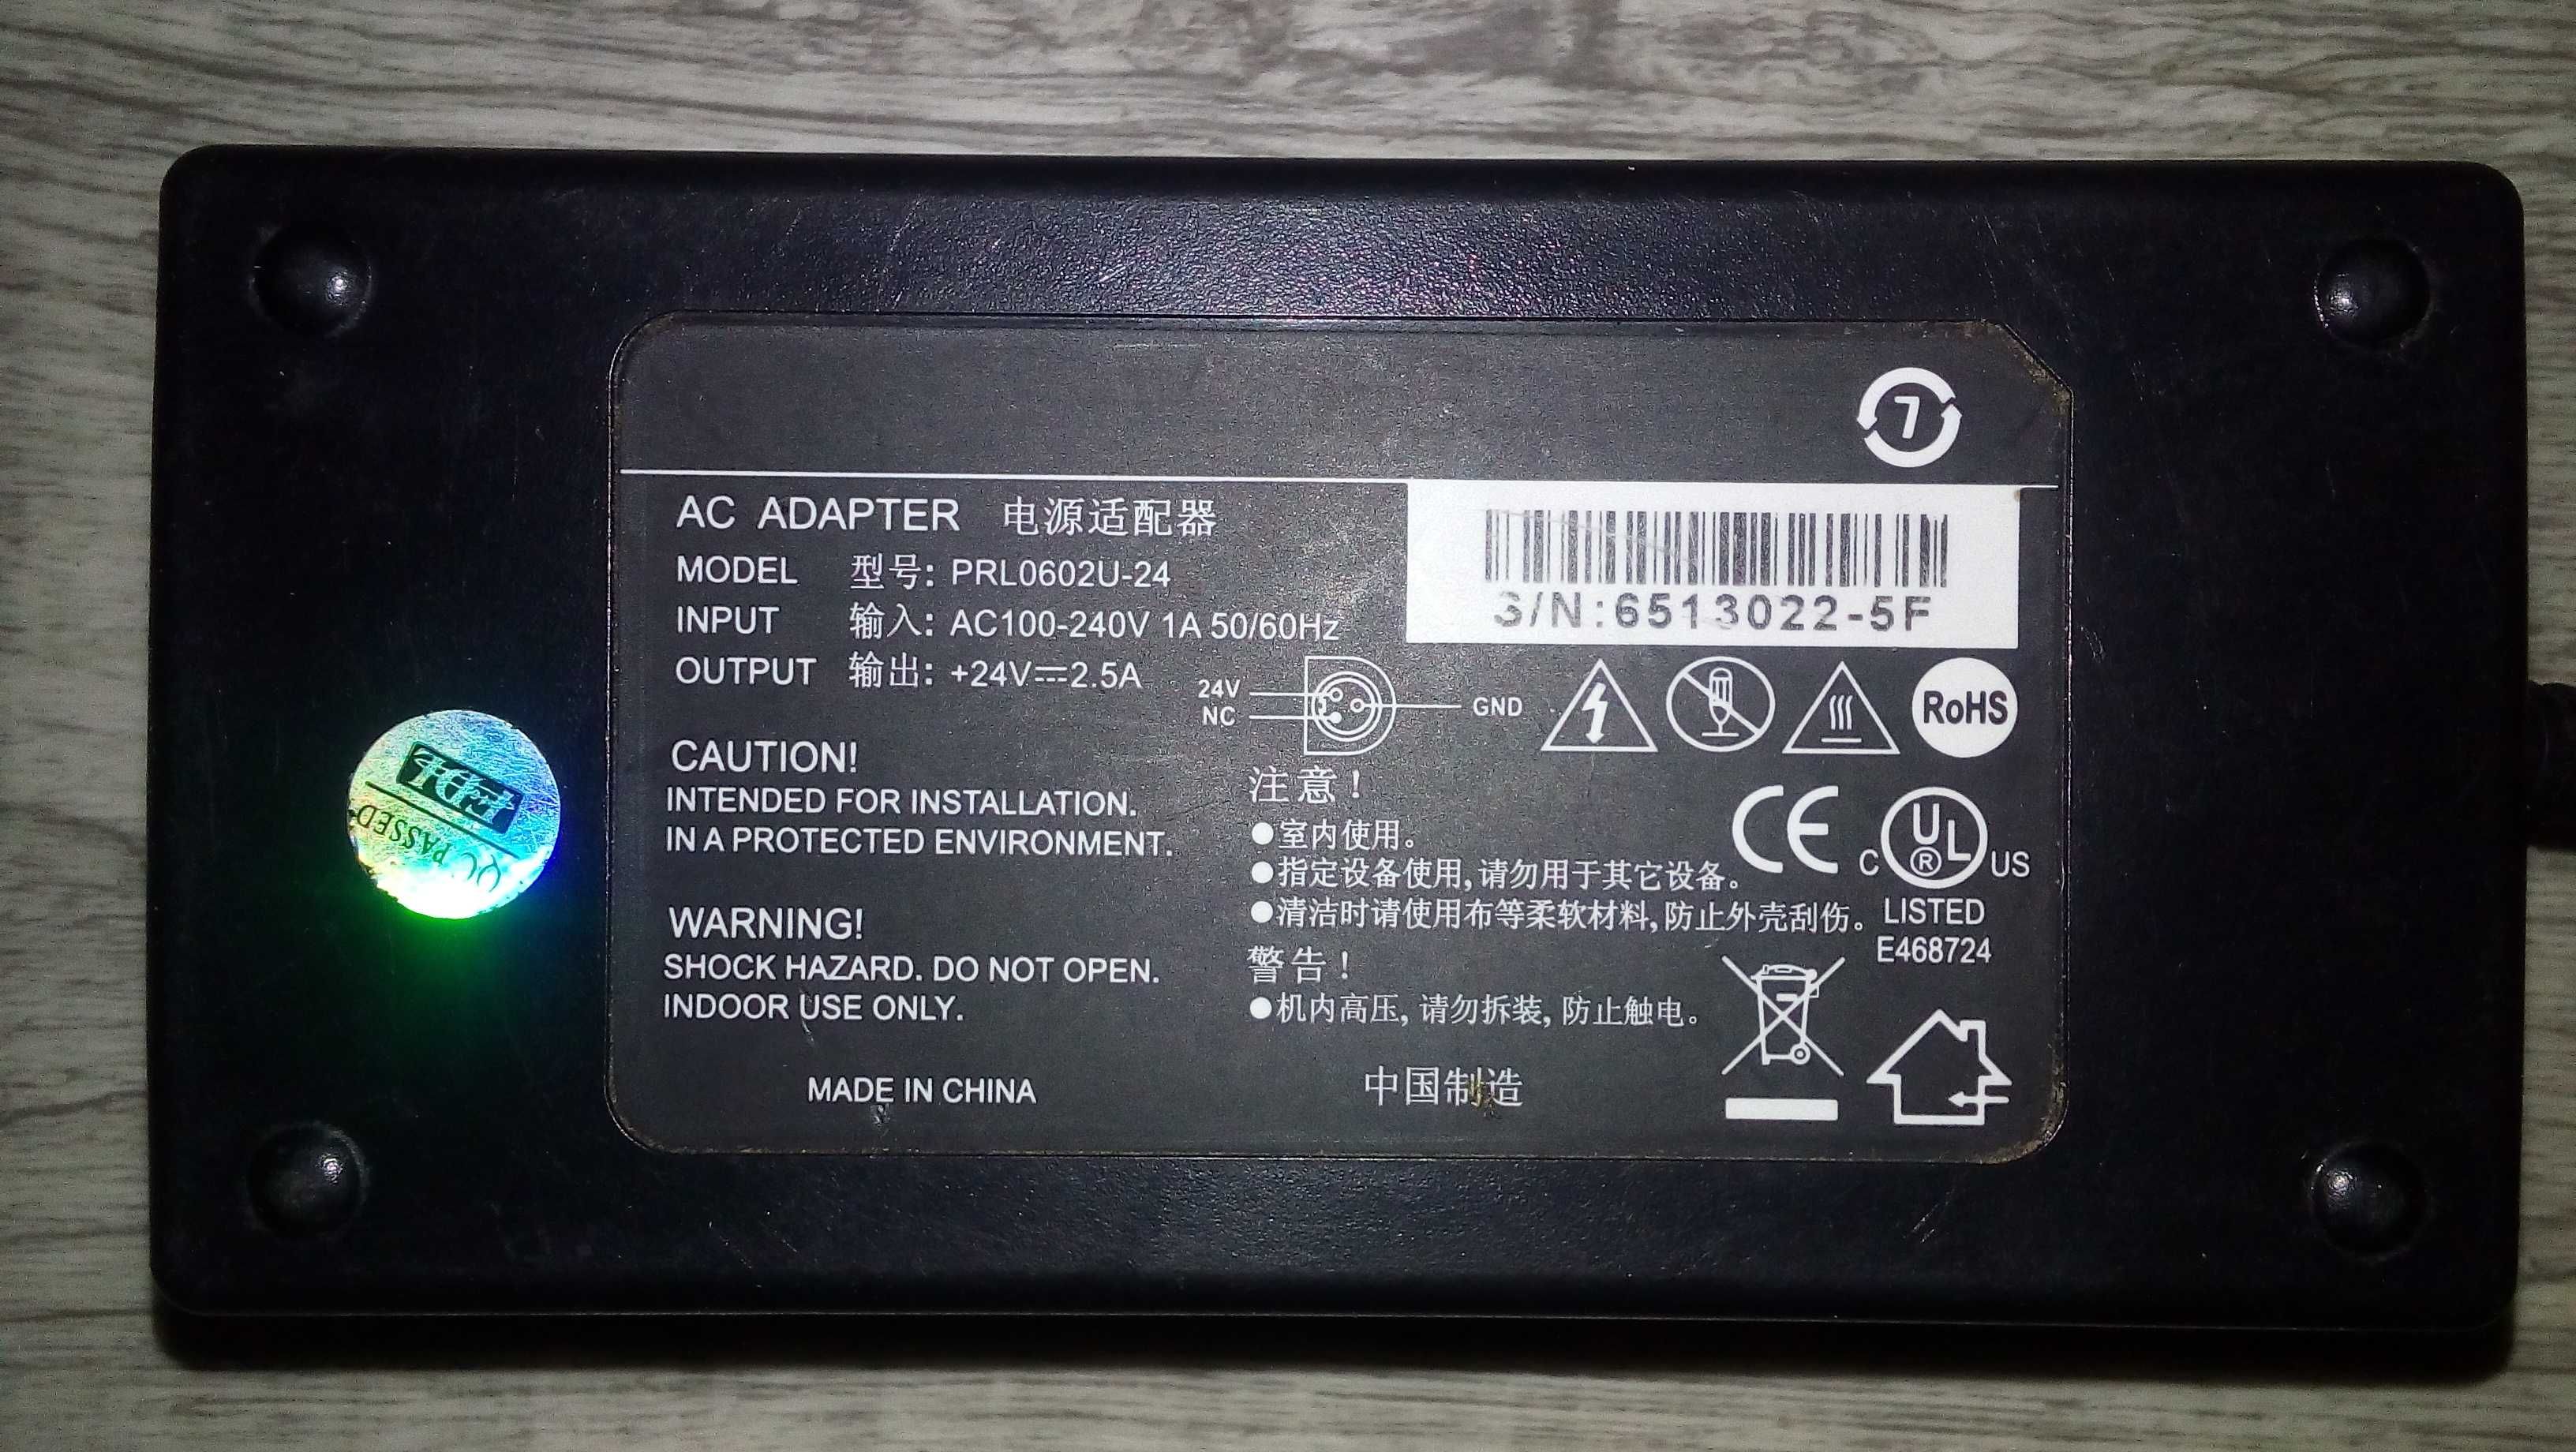 7
AC ADAPTER 电源适配器
MODEL 型号: PRL0602U-24
INPUT 输入: AC100-240V 1A 50/60Hz
OUTPUT 输出: +24V⎓2.5A
S/N:6513022-5F
24V
NC
GND
RoHS
CAUTION!
INTENDED FOR INSTALLATION.
IN A PROTECTED ENVIRONMENT.
WARNING!
SHOCK HAZARD. DO NOT OPEN.
INDOOR USE ONLY.
MADE IN CHINA
注意！
●室内使用。
●指定设备使用,请勿用于其它设备。
●清洁时请使用布等柔软材料,防止外壳刮伤。
警告！
●机内高压, 请勿拆装, 防止触电。
中国制造
CE
C UL ® US
LISTED
E468724
QC PASSED